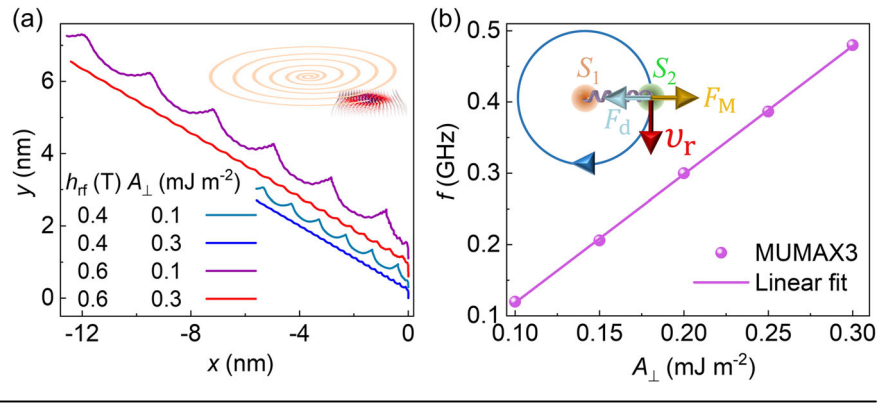 (a)
6
4
2
0
y (nm)
h_rf (T) A_⊥ (mJ m⁻²)
0.4 0.1
0.4 0.3
0.6 0.1
0.6 0.3
-12 -8 -4 0
x (nm)
(b)
0.5
0.4
0.3
0.2
0.1
f (GHz)
S₁ S₂
F_d F_M
υ_r
MUMAX3
Linear fit
0.10 0.15 0.20 0.25 0.30
A_⊥ (mJ m⁻²)